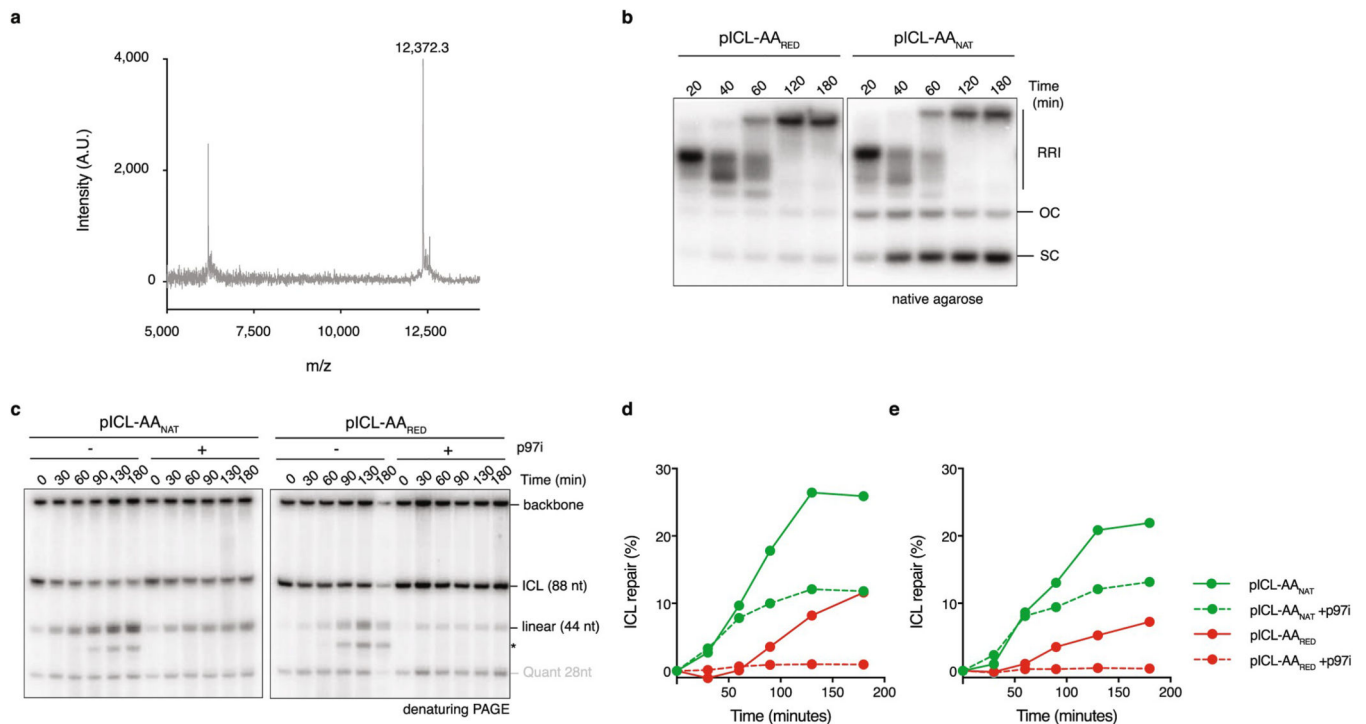 a
12,372.3
4,000
2,000
0
Intensity (A.U.)
5,000 7,500 10,000 12,500
m/z
b
pICL-AA_RED pICL-AA_NAT
20 40 60 120 180 20 40 60 120 180 Time (min)
RRI
OC
SC
native agarose
c
pICL-AA_NAT pICL-AA_RED
- + - + p97i
0 30 60 90 130 180 0 30 60 90 130 180 0 30 60 90 130 180 0 30 60 90 130 180 Time (min)
backbone
ICL (88 nt)
linear (44 nt)
*
Quant 28nt
denaturing PAGE
d
30
20
10
0
ICL repair (%)
0 50 100 150 200
Time (minutes)
e
30
20
10
0
ICL repair (%)
0 50 100 150 200
Time (minutes)
pICL-AA_NAT
pICL-AA_NAT +p97i
pICL-AA_RED
pICL-AA_RED +p97i